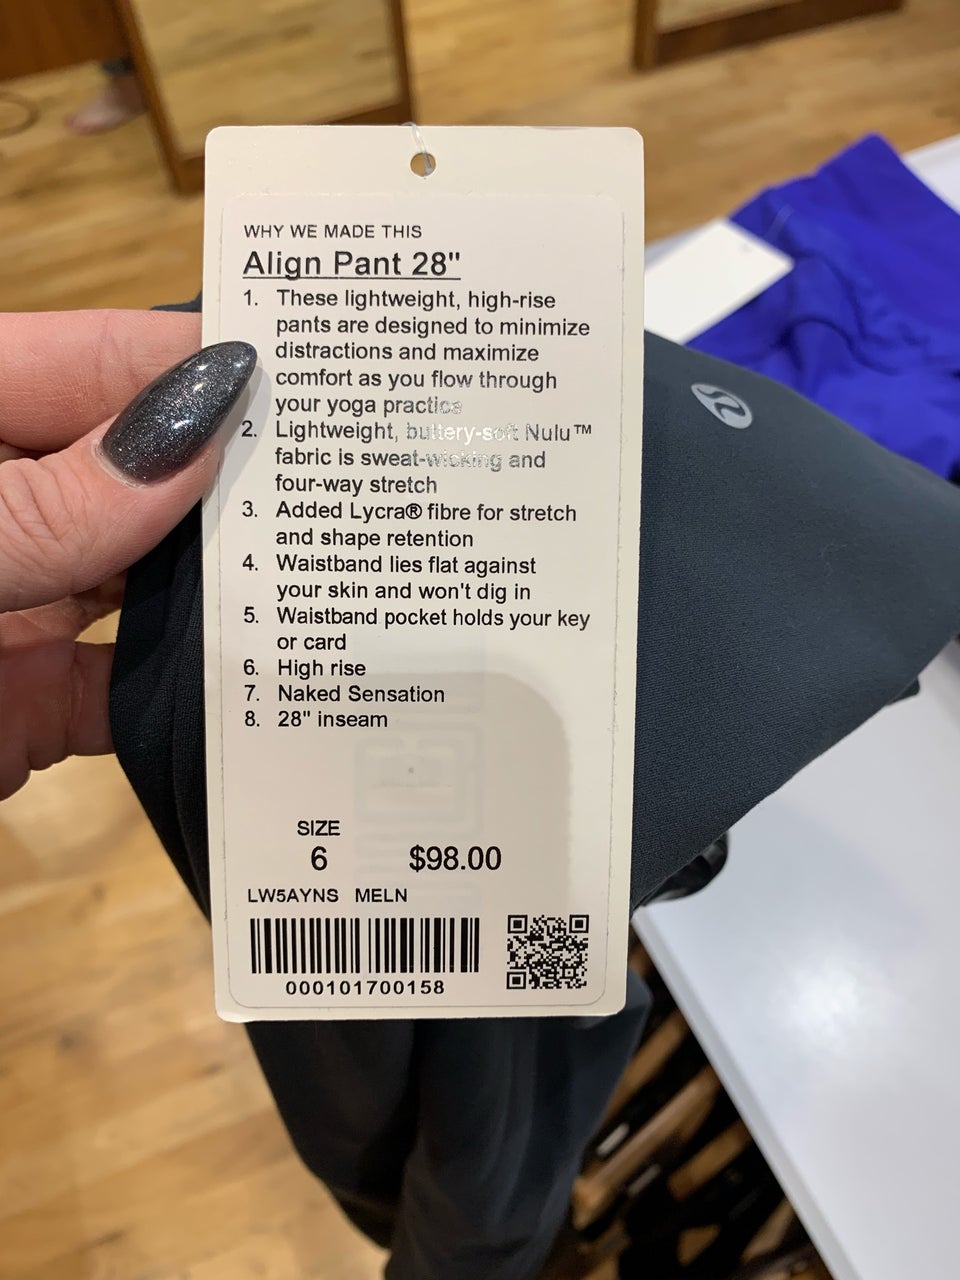 WHY WE MADE THIS
Align Pant 28"
1. These lightweight, high-rise
pants are designed to minimize
distractions and maximize
comfort as you flow through
your yoga practice
2. Lightweight, buttery-soft Nulu™
fabric is sweat-wicking and
four-way stretch
3. Added Lycra® fibre for stretch
and shape retention
4. Waistband lies flat against
your skin and won't dig in
5. Waistband pocket holds your key
or card
6. High rise
7. Naked Sensation
8. 28" inseam
SIZE
6 $98.00
LW5AYNS MELN
000101700158